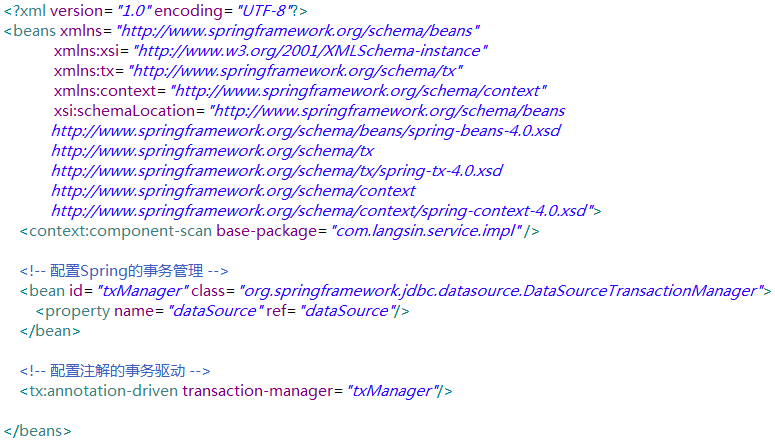 <?xml version="1.0" encoding="UTF-8"?>
<beans xmlns="http://www.springframework.org/schema/beans"
xmlns:xsi="http://www.w3.org/2001/XMLSchema-instance"
xmlns:tx="http://www.springframework.org/schema/tx"
xmlns:context="http://www.springframework.org/schema/context"
xsi:schemaLocation="http://www.springframework.org/schema/beans
http://www.springframework.org/schema/beans/spring-beans-4.0.xsd
http://www.springframework.org/schema/tx
http://www.springframework.org/schema/tx/spring-tx-4.0.xsd
http://www.springframework.org/schema/context
http://www.springframework.org/schema/context/spring-context-4.0.xsd">
<context:component-scan base-package="com.langsin.service.impl" />
<!-- 配置Spring的事务管理 -->
<bean id="txManager" class="org.springframework.jdbc.datasource.DataSourceTransactionManager">
<property name="dataSource" ref="dataSource"/>
</bean>
<!-- 配置注解的事务驱动 -->
<tx:annotation-driven transaction-manager="txManager"/>
</beans>